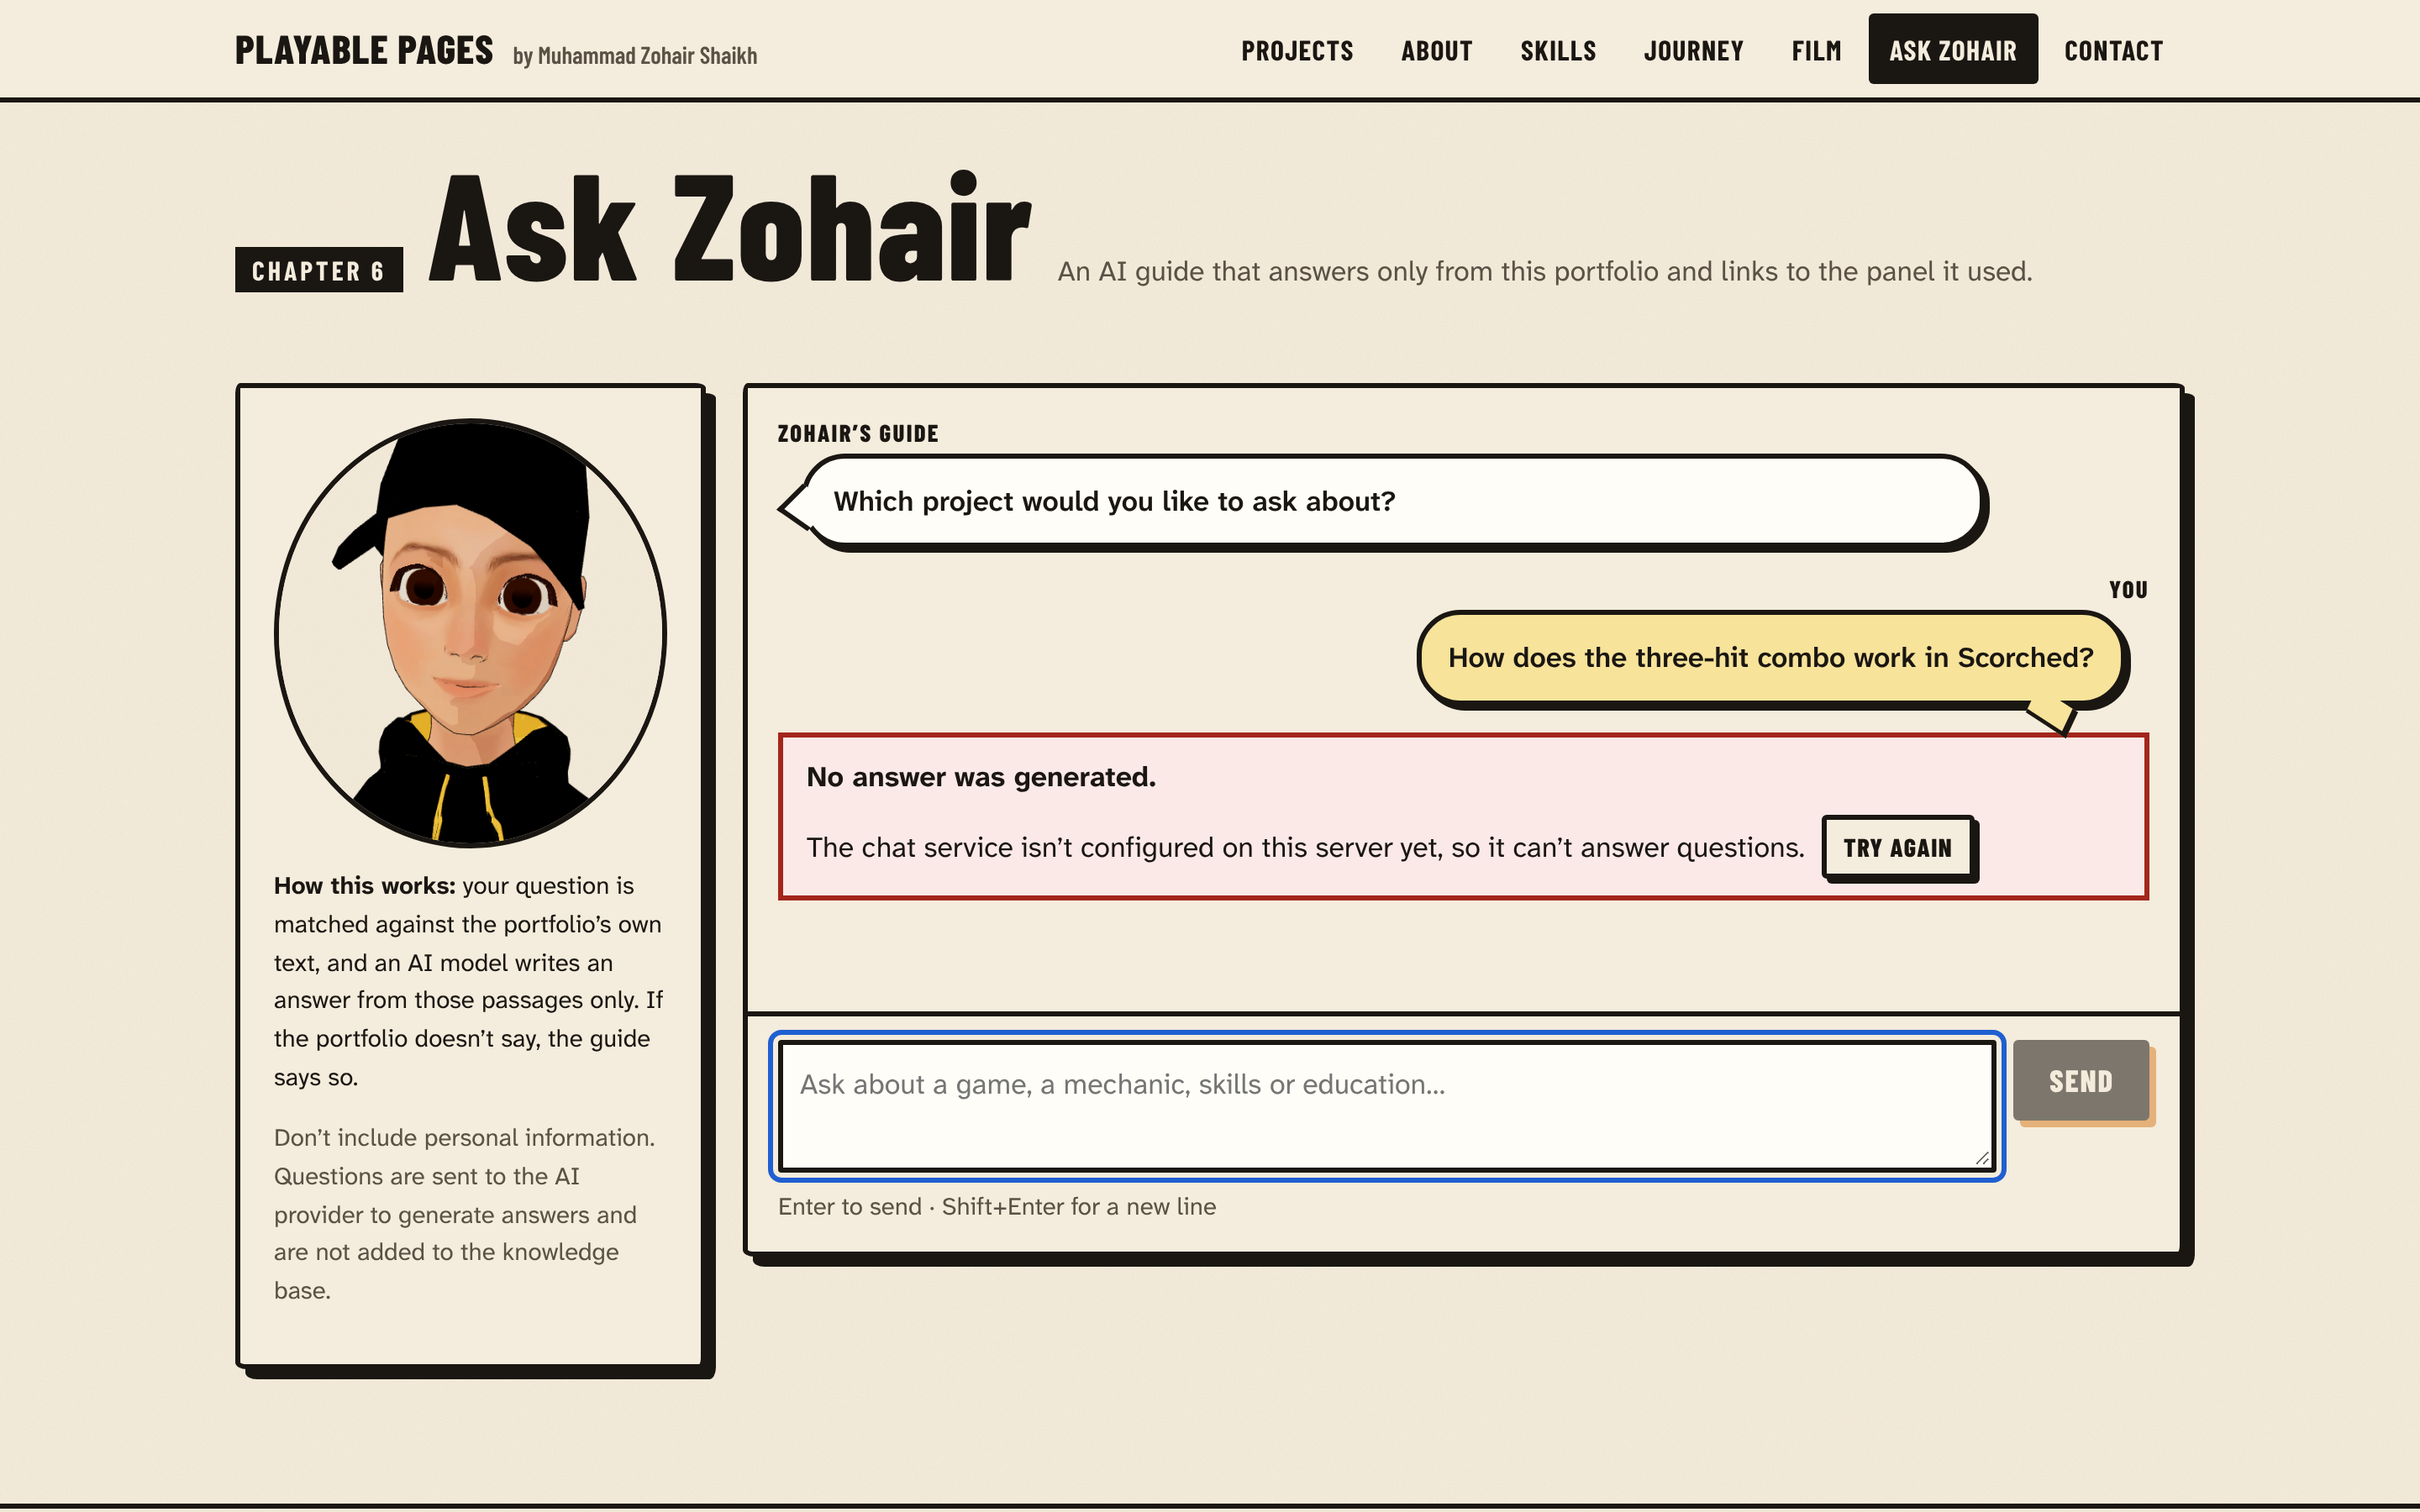 PLAYABLE PAGES by Muhammad Zohair Shaikh PROJECTS ABOUT SKILLS JOURNEY FILM ASK ZOHAIR CONTACT
CHAPTER 6 Ask Zohair An AI guide that answers only from this portfolio and links to the panel it used.
How this works: your question is
matched against the portfolio’s own
text, and an AI model writes an
answer from those passages only. If
the portfolio doesn’t say, the guide
says so.
Don’t include personal information.
Questions are sent to the AI
provider to generate answers and
are not added to the knowledge
base.
ZOHAIR’S GUIDE
Which project would you like to ask about?
YOU
How does the three-hit combo work in Scorched?
No answer was generated.
The chat service isn’t configured on this server yet, so it can’t answer questions. TRY AGAIN
Ask about a game, a mechanic, skills or education…
SEND
Enter to send · Shift+Enter for a new line